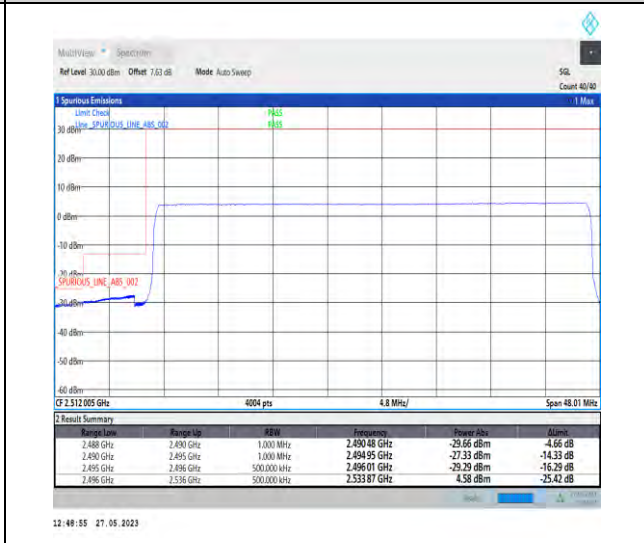 MultiView Spectrum
Ref Level 30.00 dBm Offset 7.63 dB Mode Auto Sweep SGL
Count 40/40
1 Spurious Emissions 1 Max
Limit Check PASS
Line _SPURIOUS_LINE_ABS_002 PASS
30 dBm
20 dBm
10 dBm
0 dBm
-10 dBm
-20 dBm
_SPURIOUS_LINE_ABS_002
-30 dBm
-40 dBm
-50 dBm
-60 dBm
CF 2.512 005 GHz 4004 pts 4.8 MHz/ Span 48.01 MHz
2 Result Summary
Range Low Range Up RBW Frequency Power Abs ΔLimit
2.488 GHz 2.490 GHz 1.000 MHz 2.490 48 GHz -29.66 dBm -4.66 dB
2.490 GHz 2.495 GHz 1.000 MHz 2.494 95 GHz -27.33 dBm -14.33 dB
2.495 GHz 2.496 GHz 500.000 kHz 2.496 01 GHz -29.29 dBm -16.29 dB
2.496 GHz 2.536 GHz 500.000 kHz 2.533 87 GHz 4.58 dBm -25.42 dB
12:48:55 27.05.2023